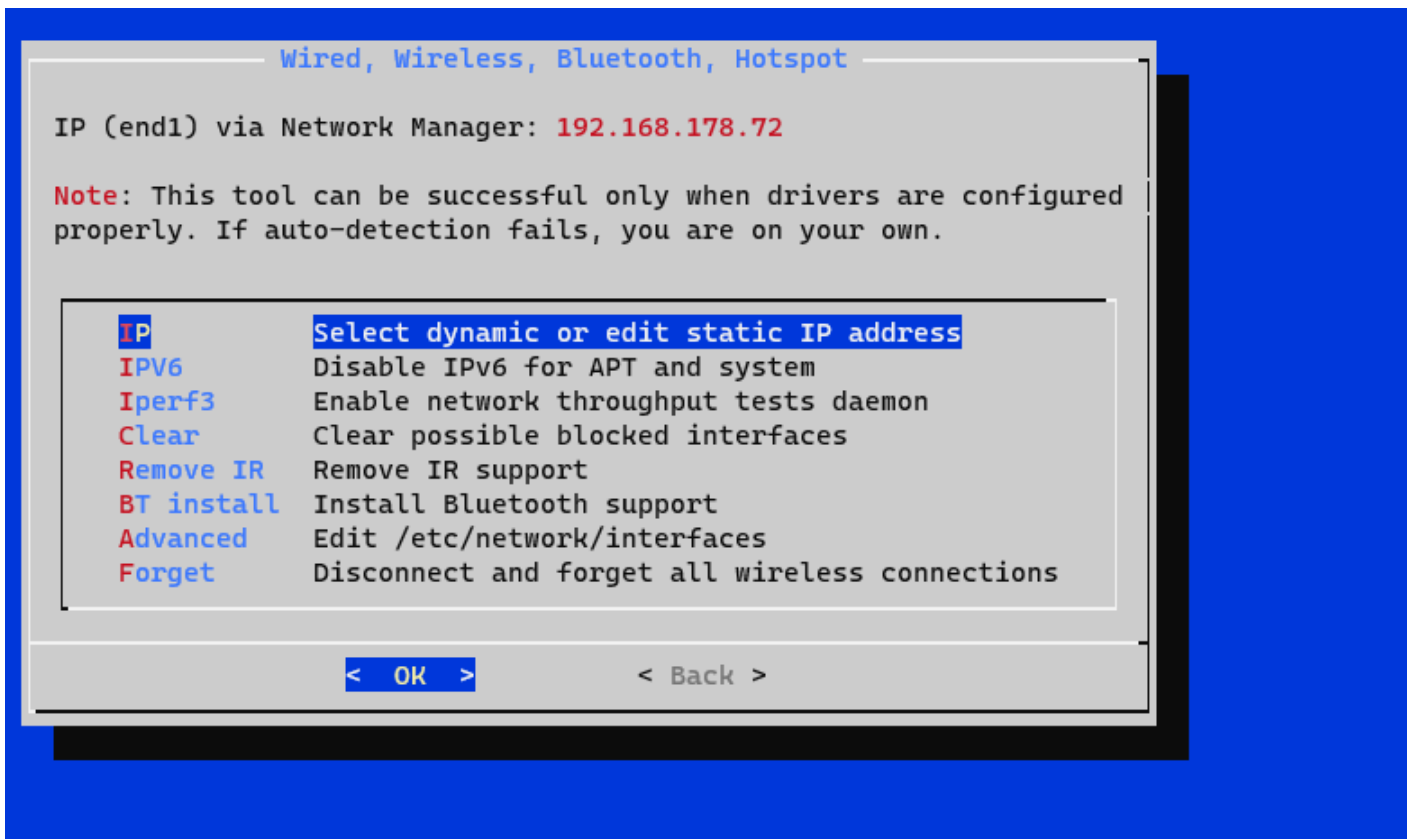 Wired, Wireless, Bluetooth, Hotspot
IP (end1) via Network Manager: 192.168.178.72
Note: This tool can be successful only when drivers are configured
properly. If auto-detection fails, you are on your own.
IP Select dynamic or edit static IP address
IPV6 Disable IPv6 for APT and system
Iperf3 Enable network throughput tests daemon
Clear Clear possible blocked interfaces
Remove IR Remove IR support
BT install Install Bluetooth support
Advanced Edit /etc/network/interfaces
Forget Disconnect and forget all wireless connections
< OK > < Back >